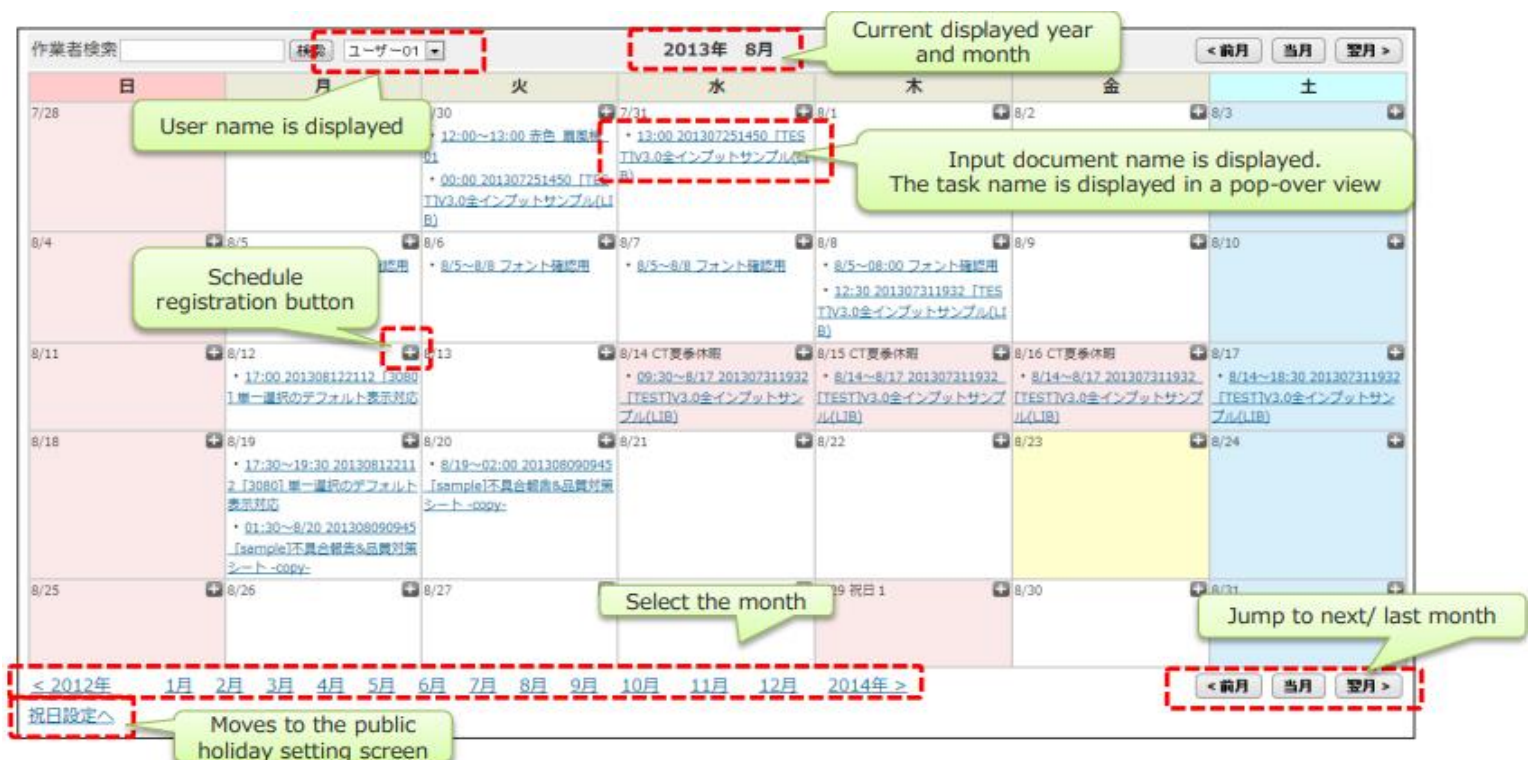 作業者検索 検索 ユーザー01 2013年 8月 <前月 当月 翌月>
Current displayed year
and month
日 月 火 水 木 金 土
User name is displayed
7/28 /30 7/31 8/1 8/2 8/3
・12:00~13:00 赤色 扇風機
01
・00:00 201307251450 [TES
T]V3.0全インプットサンプル(LI
B)
・13:00 201307251450 [TES
T]V3.0全インプットサンプル(LI
B)
Input document name is displayed.
The task name is displayed in a pop-over view
8/4 8/5 8/6 8/7 8/8 8/9 8/10
Schedule
registration button
確認用
・8/5~8/8 フォント確認用
・8/5~8/8 フォント確認用
・8/5~08:00 フォント確認用
・12:30 201307311932 [TES
T]V3.0全インプットサンプル(LI
B)
8/11 8/12 8/13 8/14 CT夏季休暇 8/15 CT夏季休暇 8/16 CT夏季休暇 8/17
・17:00 201308122112 [3080
]単一選択のデフォルト表示対応
・09:30~8/17 201307311932
[TEST]V3.0全インプットサン
プル(LIB)
・8/14~8/17 201307311932
[TEST]V3.0全インプットサンプ
ル(LIB)
・8/14~8/17 201307311932
[TEST]V3.0全インプットサンプ
ル(LIB)
・8/14~18:30 201307311932
[TEST]V3.0全インプットサン
プル(LIB)
8/18 8/19 8/20 8/21 8/22 8/23 8/24
・17:30~19:30 20130812211
2 [3080]単一選択のデフォルト
表示対応
・01:30~8/20 201308090945
[sample]不具合報告&品質対策
シート -copy-
・8/19~02:00 201308090945
[sample]不具合報告&品質対策
シート -copy-
8/25 8/26 8/27 29 祝日1 8/30 8/31
Select the month
Jump to next/ last month
< 2012年 1月 2月 3月 4月 5月 6月 7月 8月 9月 10月 11月 12月 2014年 > <前月 当月 翌月>
祝日設定へ
Moves to the public
holiday setting screen